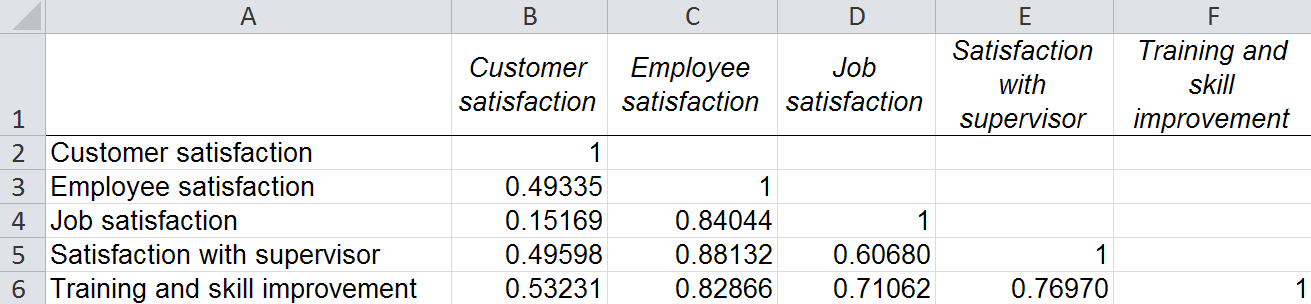 A B C D E F
1 Customer satisfaction Employee satisfaction Job satisfaction Satisfaction with supervisor Training and skill improvement
2 Customer satisfaction 1
3 Employee satisfaction 0.49335 1
4 Job satisfaction 0.15169 0.84044 1
5 Satisfaction with supervisor 0.49598 0.88132 0.60680 1
6 Training and skill improvement 0.53231 0.82866 0.71062 0.76970 1